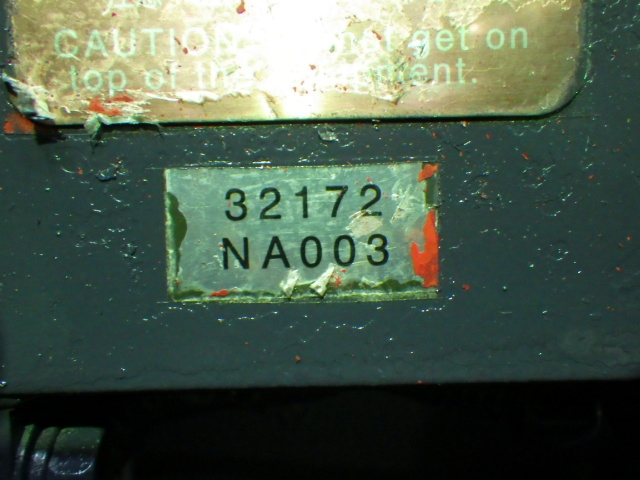 CAUTION get on
top of the
32172
NA003